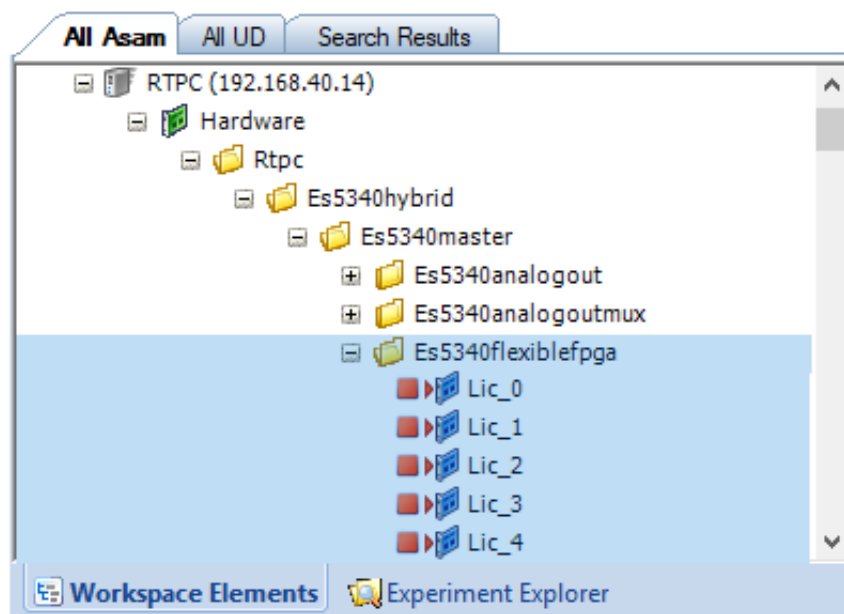 All Asam All UD Search Results
RTPC (192.168.40.14)
Hardware
Rtpc
Es5340hybrid
Es5340master
Es5340analogout
Es5340analogoutmux
Es5340flexiblefpga
Lic_0
Lic_1
Lic_2
Lic_3
Lic_4
Workspace Elements Experiment Explorer